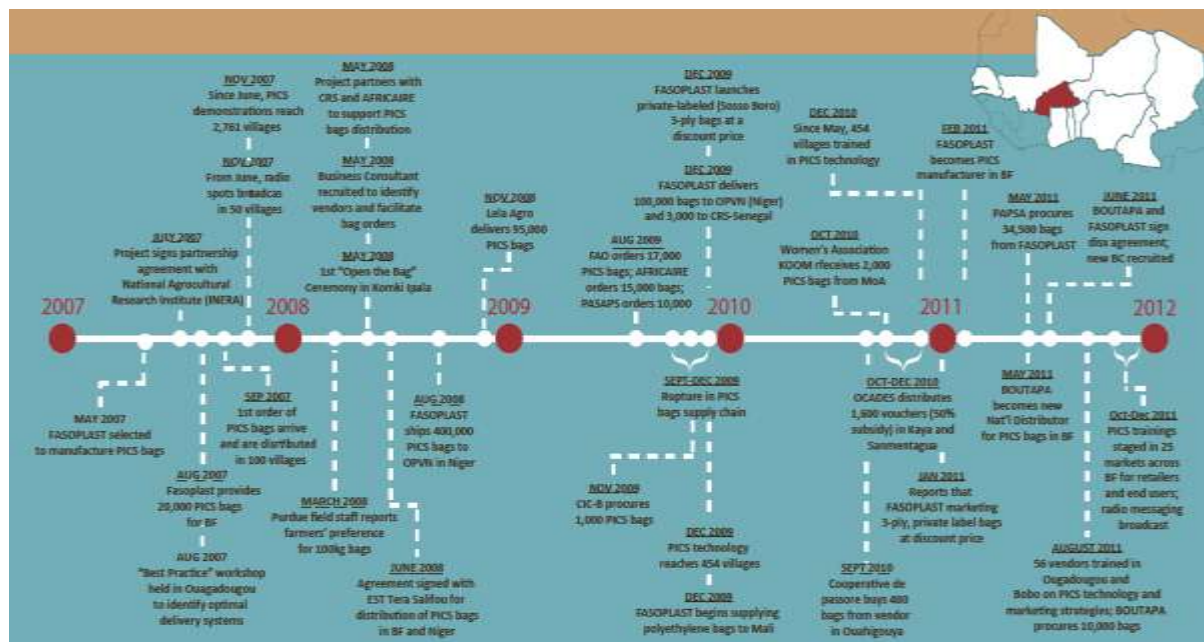 NOV 2007
Since June, PICS
demonstrations reach
2,761 villages
NOV 2007
From June, radio
spots broadcas
in 50 villages
JULY 2007
Project signs partnership
agreement with
National Agricultural
Research Institute (INERA)
MAY 2008
Project partners with
CRS and AFRICAIRE
to support PICS
bags distribution
MAY 2008
Business Consultant
recruited to identify
vendors and facilitate
bag orders
MAY 2008
1st "Open the Bag"
Ceremony in Komki Ipala
NOV 2008
Lela Agro
delivers 95,000
PICS bags
AUG 2009
FAO orders 17,000
PICS bags; AFRICAIRE
orders 15,000 bags;
PASAPS orders 10,000
DEC 2009
FASOPLAST launches
private-labeled (Sosso Boro)
3-ply bags at a
discount price
DEC 2009
FASOPLAST delivers
100,000 bags to OPVN (Niger)
and 3,000 to CRS-Senegal
DEC 2010
Since May, 454
villages trained
in PICS technology
OCT 2010
Women's Association
KOOM rfeceives 2,000
PICS bags from MoA
FEB 2011
FASOPLAST
becomes PICS
manufacturer in BF
MAY 2011
PAPSA procures
34,500 bags
from FASOPLAST
JUNE 2011
BOUTAPA and
FASOPLAST sign
disa agreement;
new BC recruited
2007
2008
2009
2010
2011
2012
MAY 2007
FASOPLAST selected
to manufacture PICS bags
AUG 2007
Fasoplast provides
20,000 PICS bags
for BF
AUG 2007
"Best Practice" workshop
held in Ouagadougou
to identify optimal
delivery systems
SEP 2007
1st order of
PICS bags arrive
and are distributed
in 100 villages
MARCH 2008
Purdue field staff reports
farmers' preference
for 100kg bags
JUNE 2008
Agreement signed with
EST Tera Salifou for
distribution of PICS bags
in BF and Niger
AUG 2008
FASOPLAST
ships 400,000
PICS bags to
OPVN in Niger
SEPT-DEC 2009
Rupture in PICS
bags supply chain
NOV 2009
CIC-B procures
1,000 PICS bags
DEC 2009
PICS technology
reaches 454 villages
DEC 2009
FASOPLAST begins supplying
polyethylene bags to Mali
OCT-DEC 2010
OCADES distributes
1,600 vouchers (50%
subsidy) in Kaya and
Sanmentagua
SEPT 2010
Cooperative de
passore buys 400
bags from vendor
in Ouahigouya
JAN 2011
Reports that
FASOPLAST marketing
3-ply, private label bags
at discount price
MAY 2011
BOUTAPA
becomes new
Nat'l Distributor
for PICS bags in BF
AUGUST 2011
56 vendors trained in
Ougadougou and
Bobo on PICS technology and
marketing strategies; BOUTAPA
procures 10,000 bags
Oct-Dec 2011
PICS trainings
staged in 25
markets across
BF for retailers
and end users;
radio messaging
broadcast